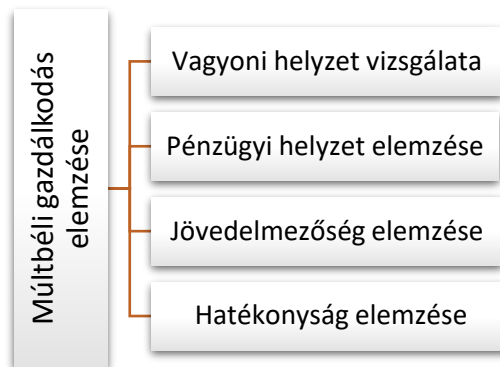 Múltbéli gazdálkodás
elemzése
Vagyoni helyzet vizsgálata
Pénzügyi helyzet elemzése
Jövedelmezőség elemzése
Hatékonyság elemzése